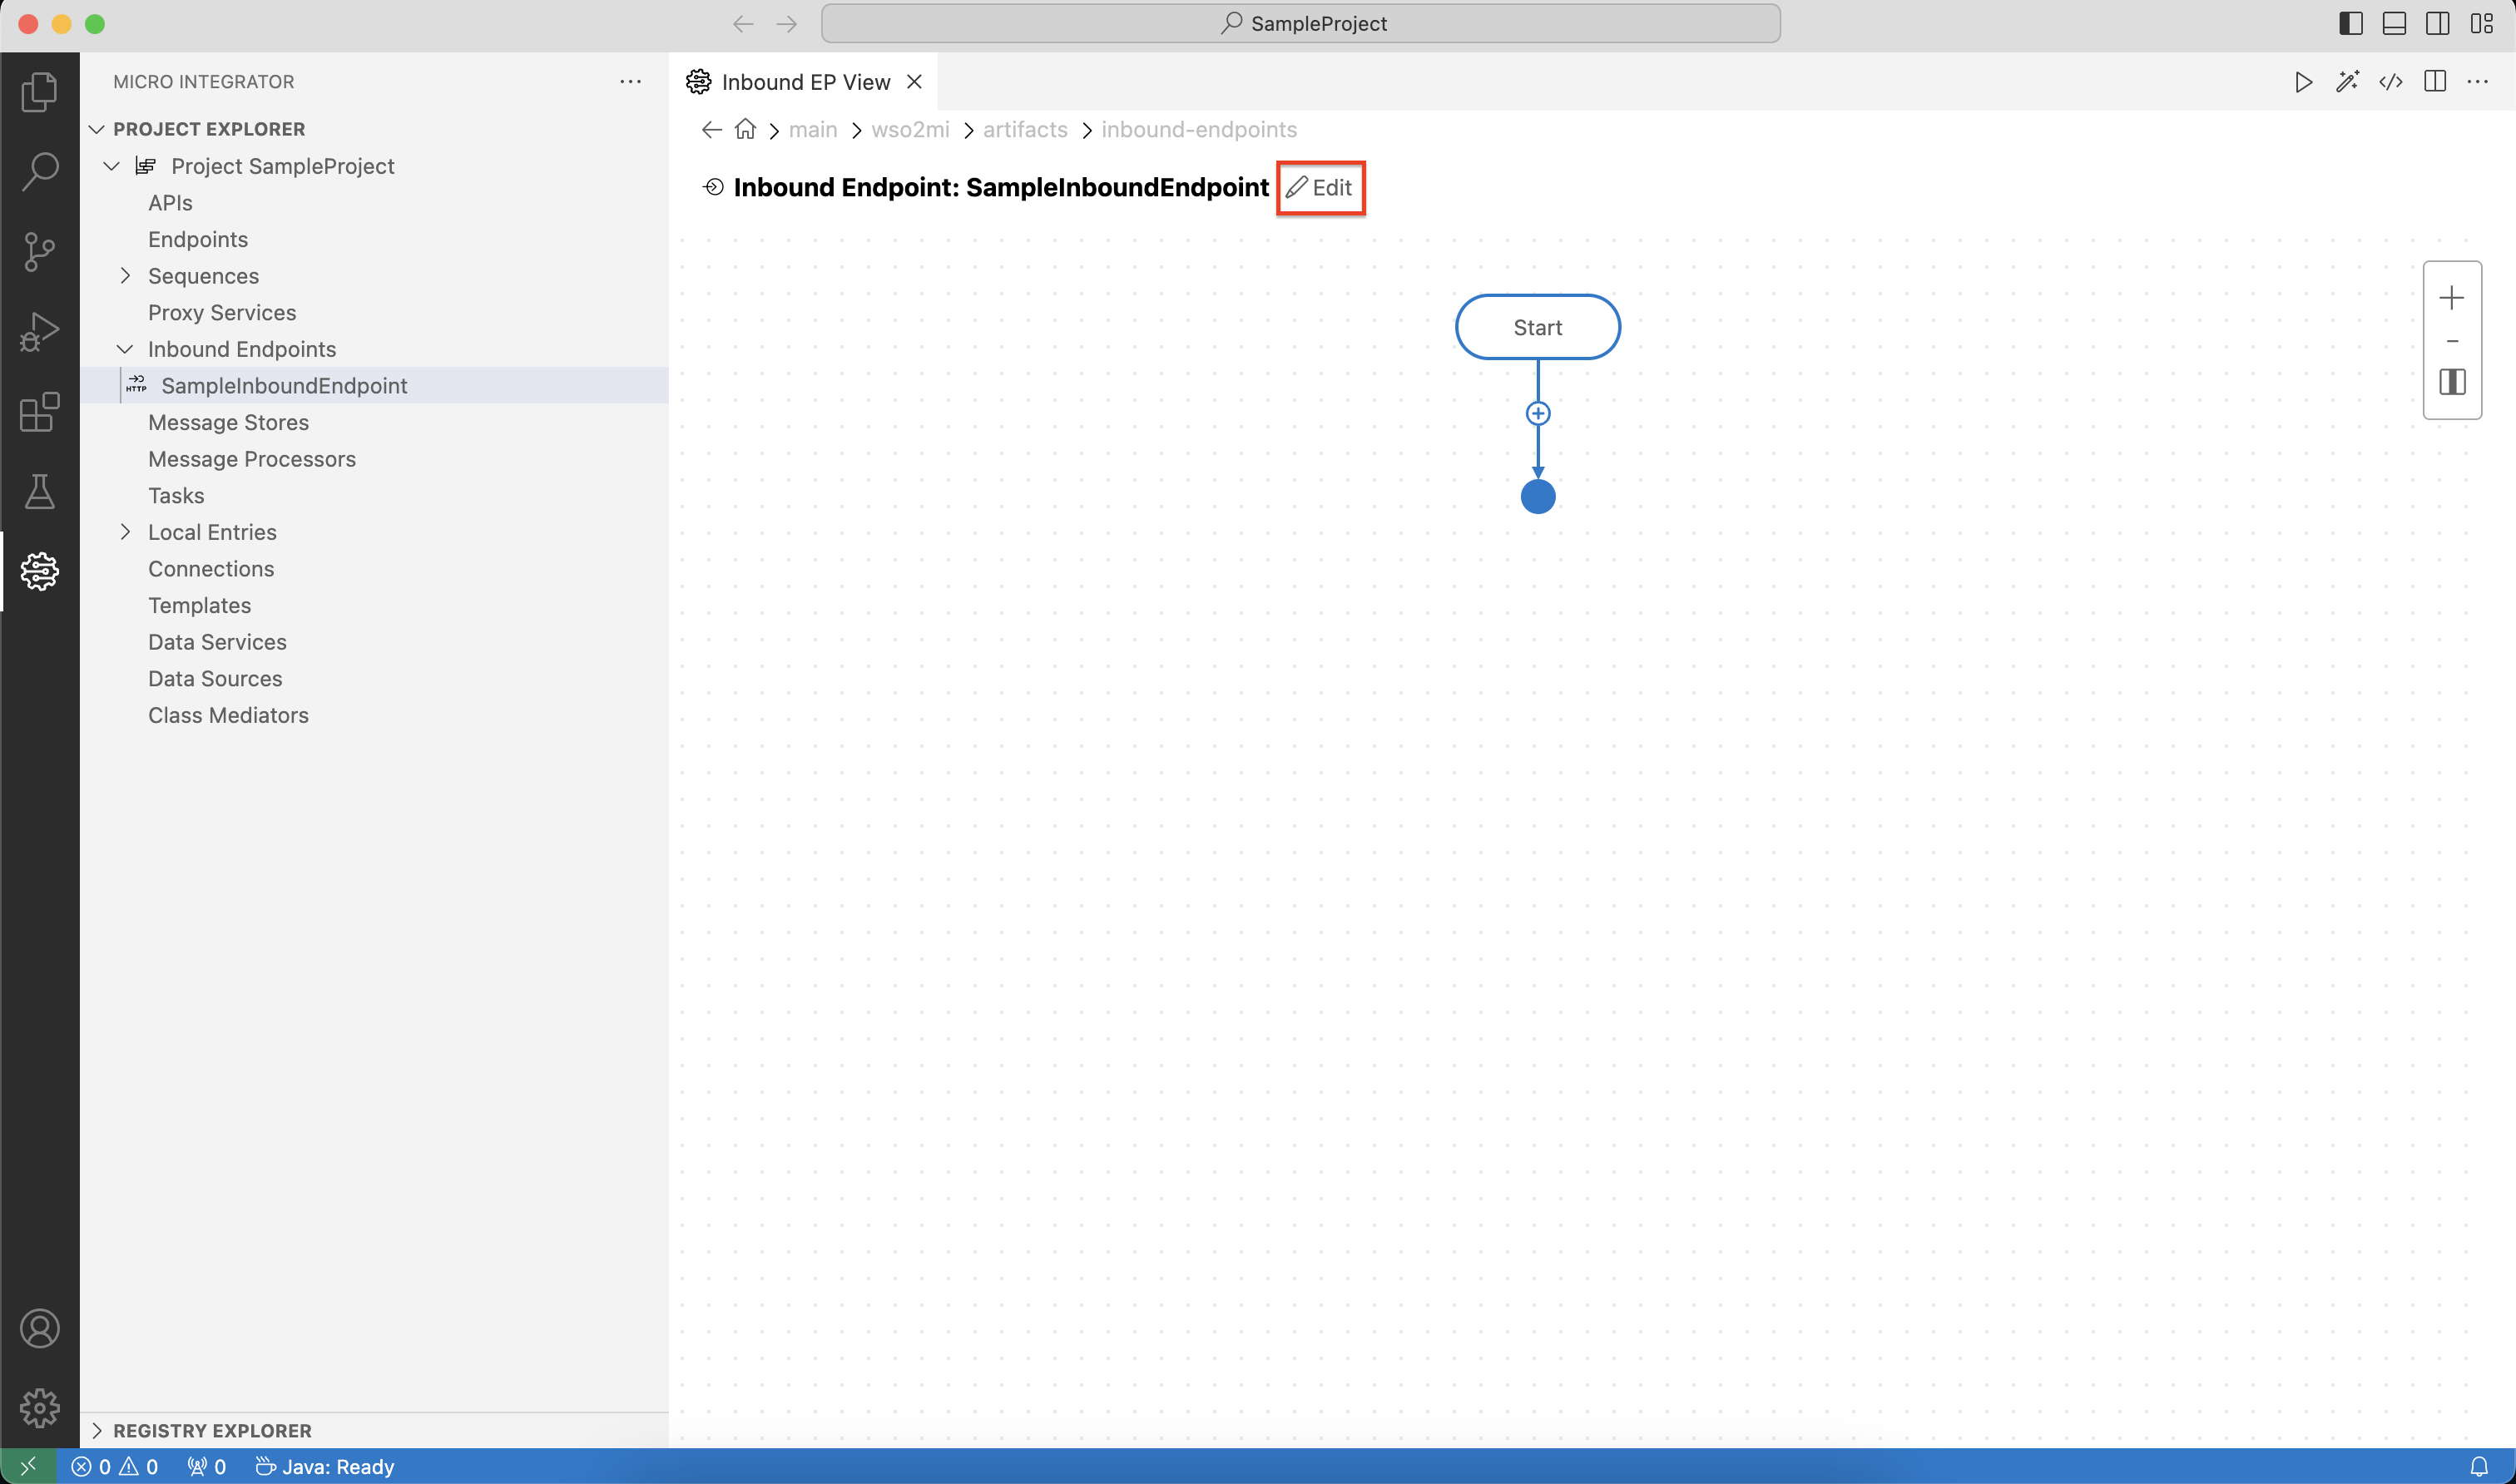 SampleProject
MICRO INTEGRATOR
PROJECT EXPLORER
Project SampleProject
APIs
Endpoints
Sequences
Proxy Services
Inbound Endpoints
HTTP SampleInboundEndpoint
Message Stores
Message Processors
Tasks
Local Entries
Connections
Templates
Data Services
Data Sources
Class Mediators
REGISTRY EXPLORER
Inbound EP View
main > wso2mi > artifacts > inbound-endpoints
Inbound Endpoint: SampleInboundEndpoint Edit
Start
0 0 0 Java: Ready